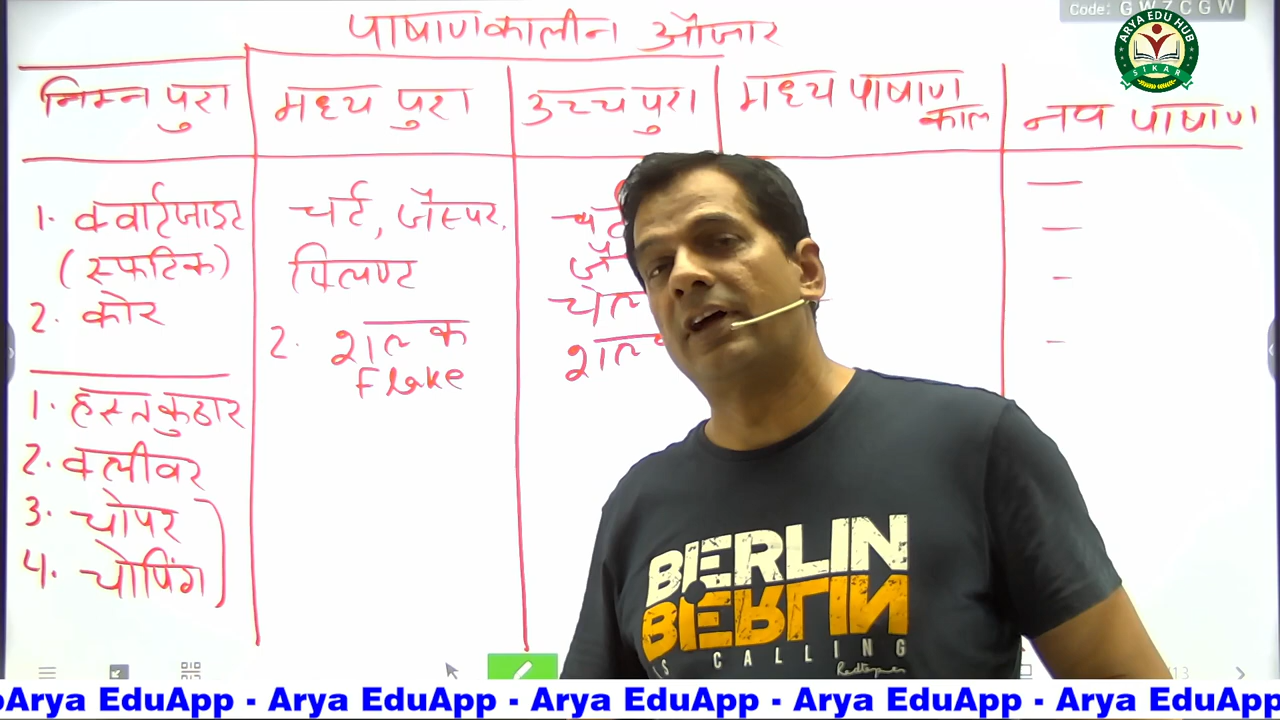 Code: GWZCGW
ARYA EDU HUB
SIKAR
पाषाणकालीन औजार
निम्न पुरा
मध्य पुरा
उच्च पुरा
मध्य पाषाण काल
नव पाषाण
1. क्वार्टजाइट
(स्फटिक)
2. कोर
1. हस्तकुठार
2. क्लीवर
3. चोपर
4. चोपिंग
चर्ट, जॅस्पर,
फ्लिण्ट
2. शल्क
Flake
BERLIN
BERLIN
IS CALLING
Arya EduApp - Arya EduApp - Arya EduApp - Arya EduApp - Arya EduApp